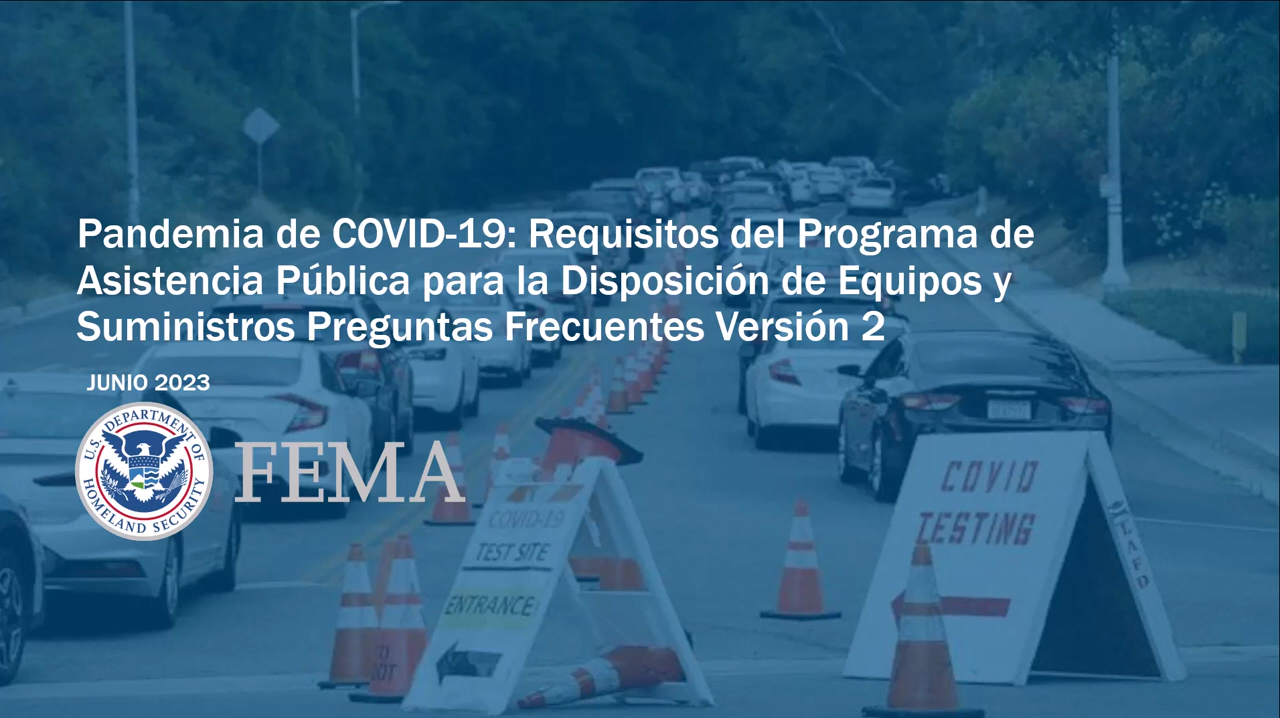 Pandemia de COVID-19: Requisitos del Programa de
Asistencia Pública para la Disposición de Equipos y
Suministros Preguntas Frecuentes Versión 2
JUNIO 2023
U.S. DEPARTMENT OF
HOMELAND SECURITY
FEMA
COVID-19
TEST SITE
ENTRANCE
COVID
TESTING
LAFD